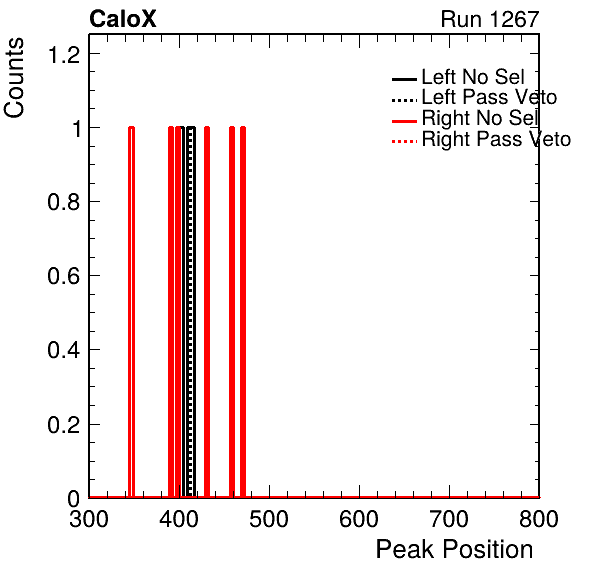 CaloX Run 1267
Counts
1.2
1
0.8
0.6
0.4
0.2
0
Left No Sel
Left Pass Veto
Right No Sel
Right Pass Veto
300 400 500 600 700 800
Peak Position